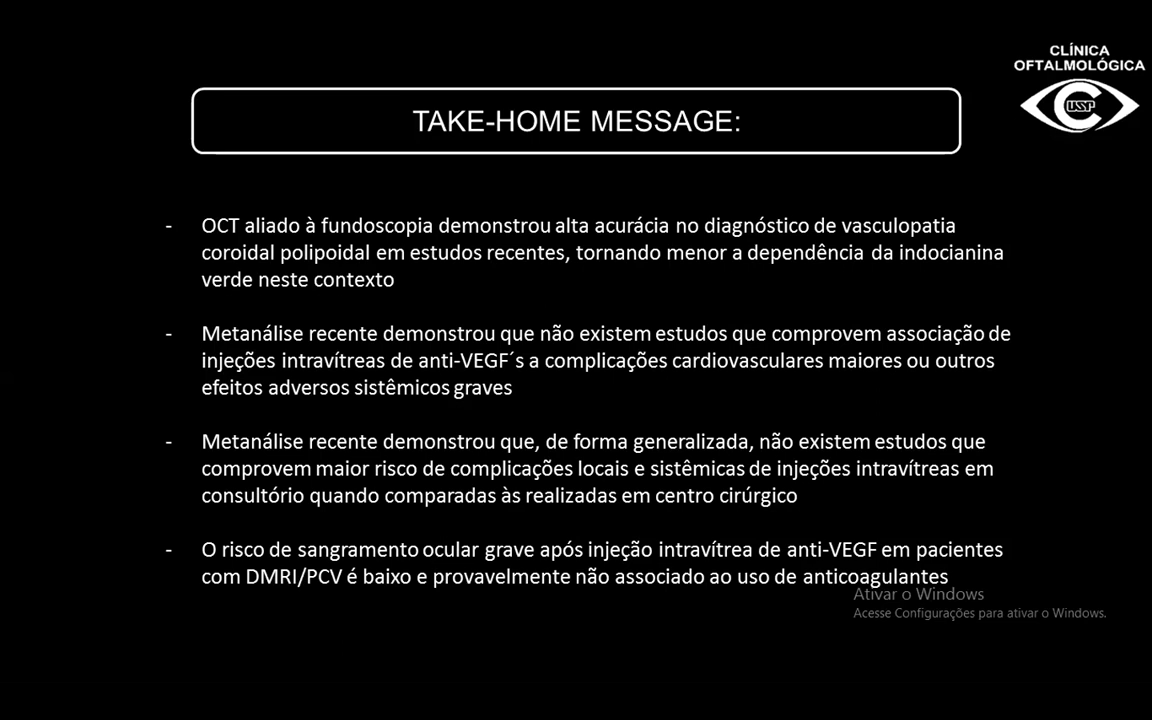 CLÍNICA
OFTALMOLÓGICA
USP
TAKE-HOME MESSAGE:
- OCT aliado à fundoscopia demonstrou alta acurácia no diagnóstico de vasculopatia
coroidal polipoidal em estudos recentes, tornando menor a dependência da indocianina
verde neste contexto
- Metanálise recente demonstrou que não existem estudos que comprovem associação de
injeções intravítreas de anti-VEGF´s a complicações cardiovasculares maiores ou outros
efeitos adversos sistêmicos graves
- Metanálise recente demonstrou que, de forma generalizada, não existem estudos que
comprovem maior risco de complicações locais e sistêmicas de injeções intravítreas em
consultório quando comparadas às realizadas em centro cirúrgico
- O risco de sangramento ocular grave após injeção intravítrea de anti-VEGF em pacientes
com DMRI/PCV é baixo e provavelmente não associado ao uso de anticoagulantes
Ativar o Windows
Acesse Configurações para ativar o Windows.